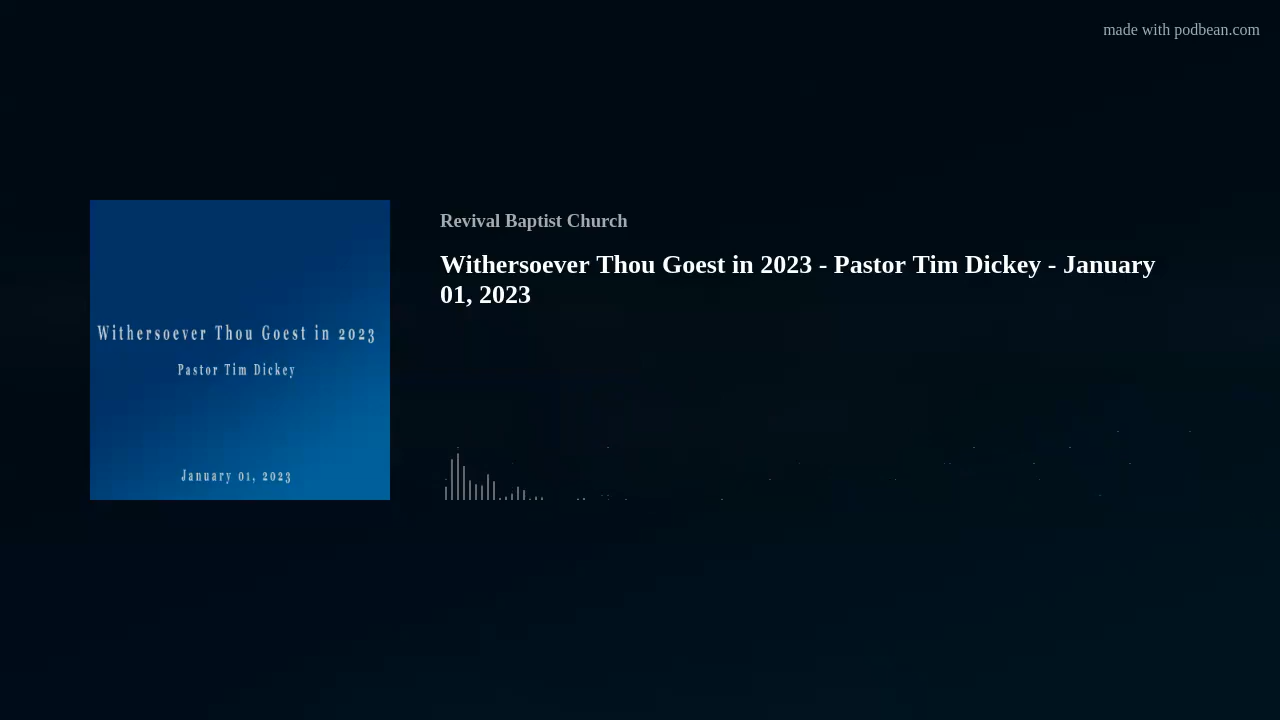 made with podbean.com
Revival Baptist Church
Withersoever Thou Goest in 2023 - Pastor Tim Dickey - January
01, 2023
Withersoever Thou Goest in 2023
Pastor Tim Dickey
January 01, 2023